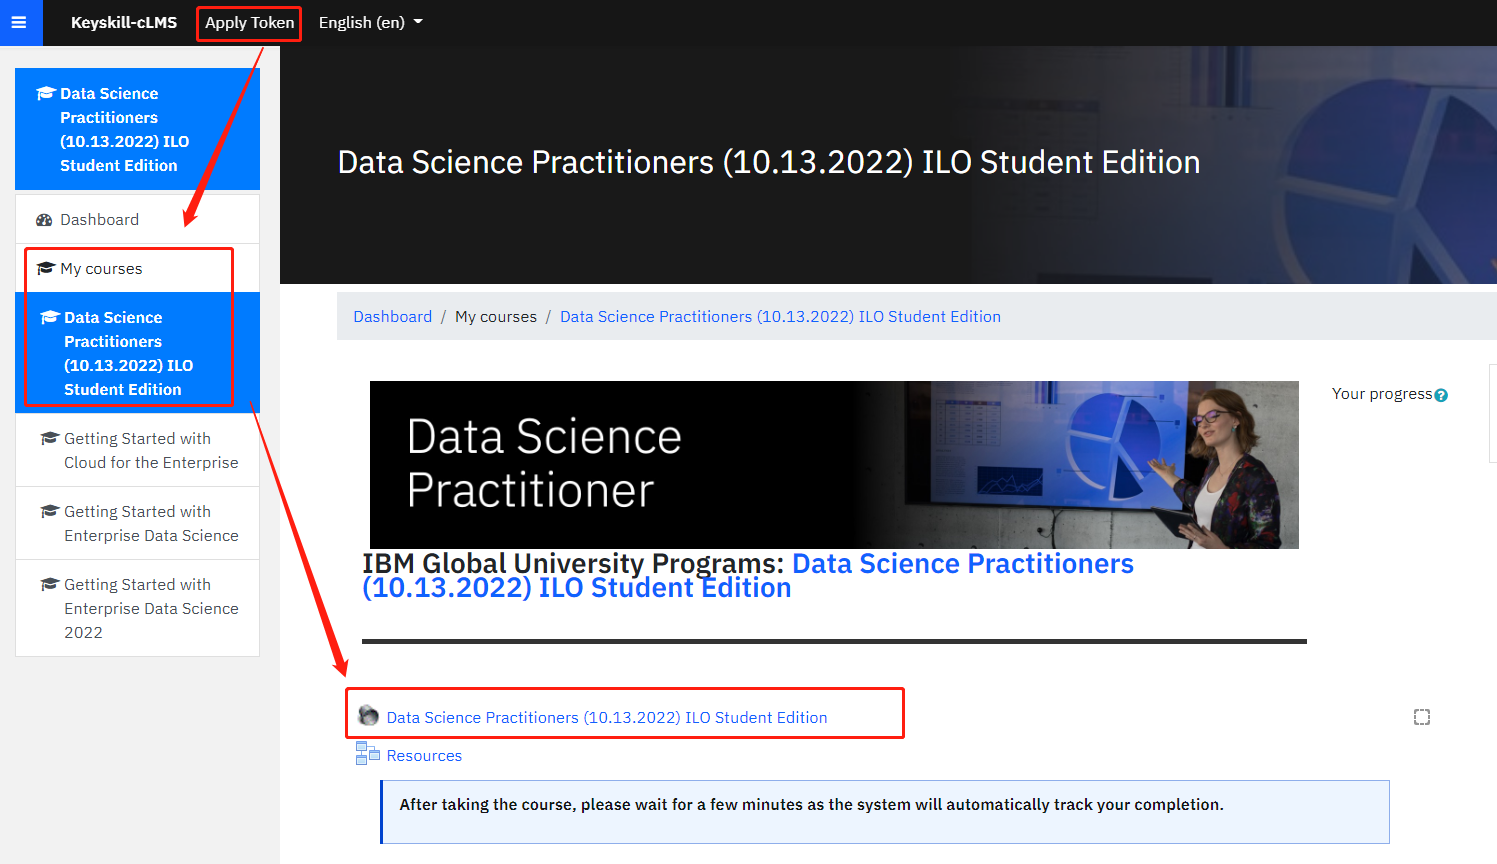 Keyskill-cLMS Apply Token English (en)
Data Science
Practitioners
(10.13.2022) ILO
Student Edition
Dashboard
My courses
Data Science
Practitioners
(10.13.2022) ILO
Student Edition
Getting Started with
Cloud for the Enterprise
Getting Started with
Enterprise Data Science
Getting Started with
Enterprise Data Science
2022
Data Science Practitioners (10.13.2022) ILO Student Edition
Dashboard / My courses / Data Science Practitioners (10.13.2022) ILO Student Edition
Data Science
Practitioner
Your progress ?
IBM Global University Programs: Data Science Practitioners
(10.13.2022) ILO Student Edition
Data Science Practitioners (10.13.2022) ILO Student Edition
Resources
After taking the course, please wait for a few minutes as the system will automatically track your completion.